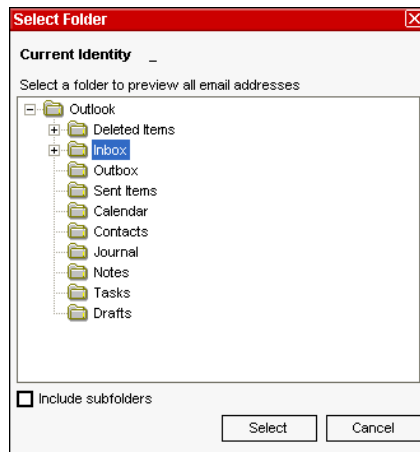 Select Folder
Current Identity _
Select a folder to preview all email addresses
Outlook
Deleted Items
Inbox
Outbox
Sent Items
Calendar
Contacts
Journal
Notes
Tasks
Drafts
Include subfolders
Select Cancel